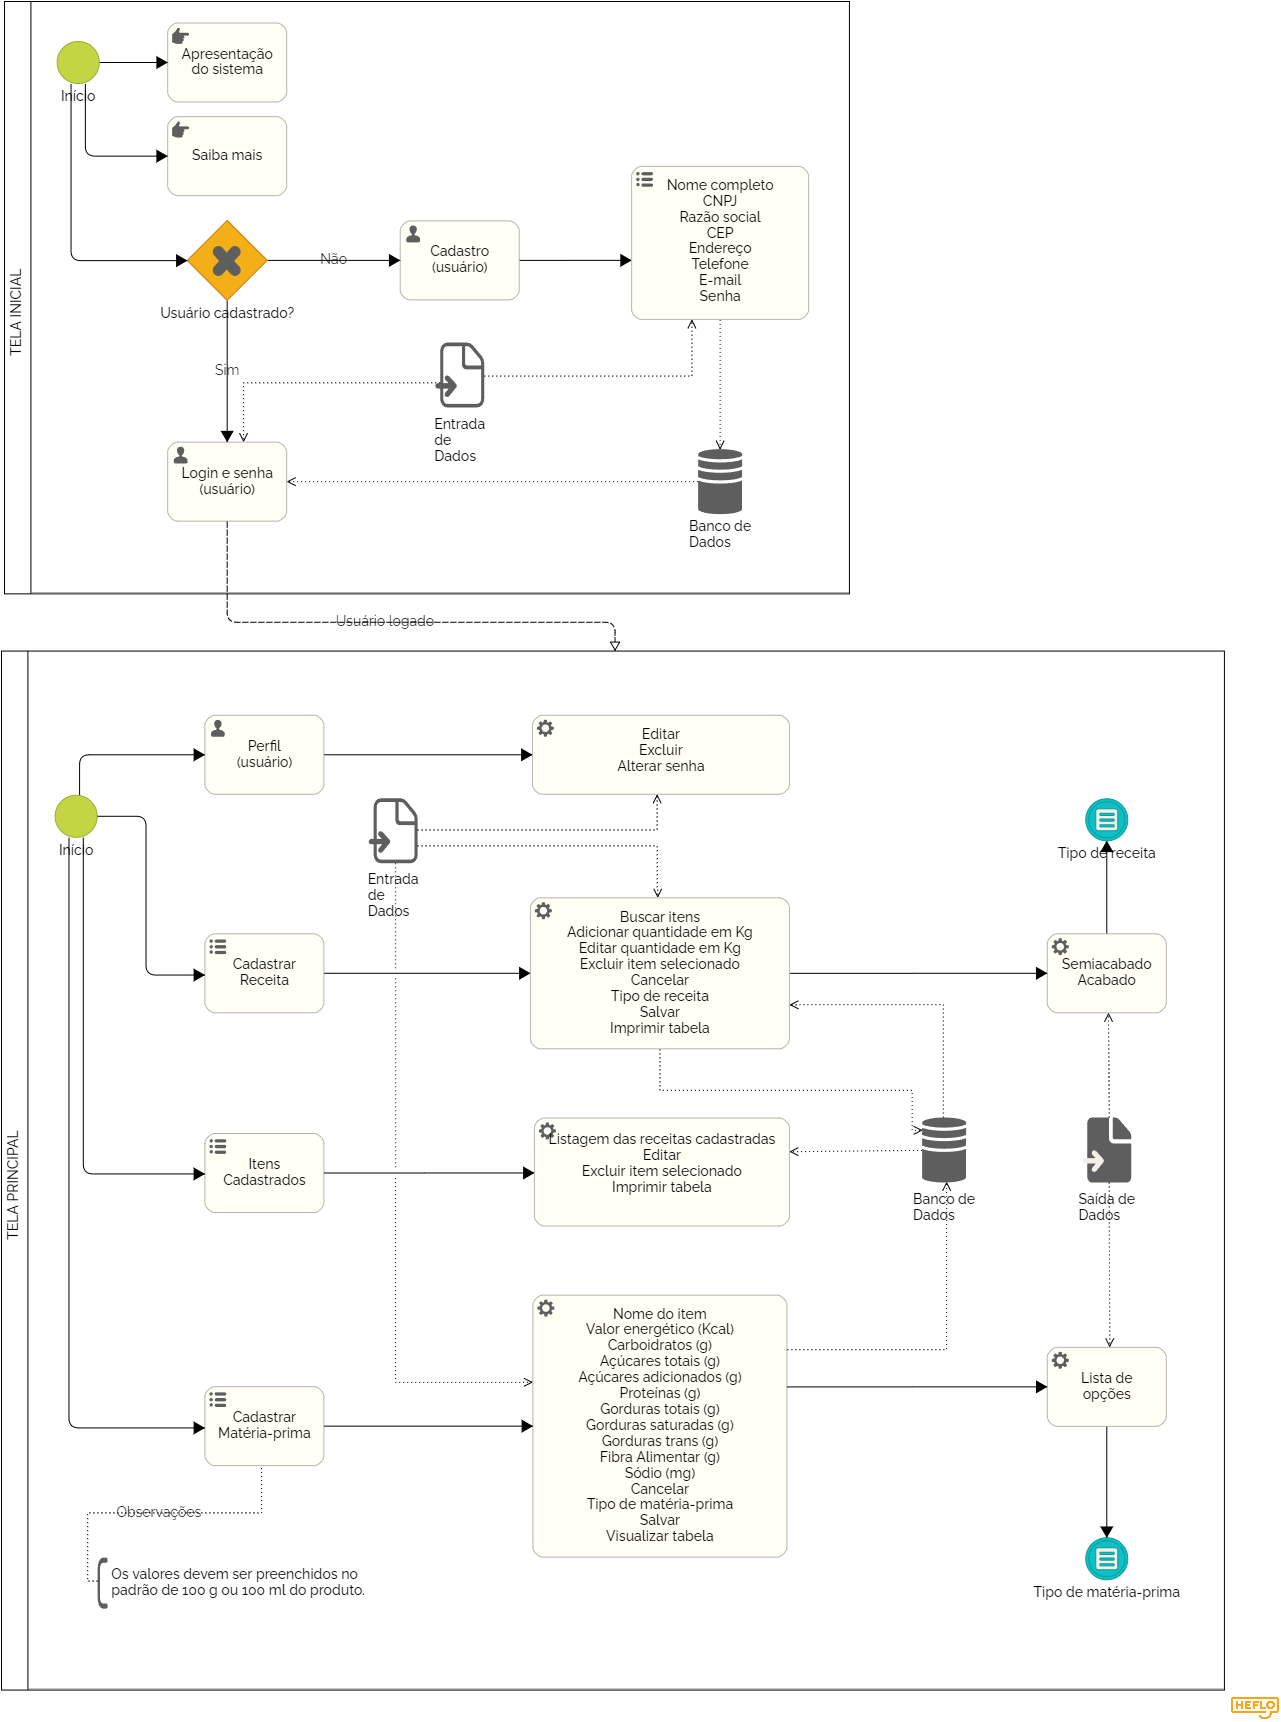 TELA INICIAL
Início
Apresentação
do sistema
Saiba mais
Usuário cadastrado?
Não
Sim
Cadastro
(usuário)
Nome completo
CNPJ
Razão social
CEP
Endereço
Telefone
E-mail
Senha
Entrada
de
Dados
Login e senha
(usuário)
Banco de
Dados
Usuário logado
TELA PRINCIPAL
Início
Perfil
(usuário)
Editar
Excluir
Alterar senha
Entrada
de
Dados
Tipo de receita
Cadastrar
Receita
Buscar itens
Adicionar quantidade em Kg
Editar quantidade em Kg
Excluir item selecionado
Cancelar
Tipo de receita
Salvar
Imprimir tabela
Semiacabado
Acabado
Itens
Cadastrados
Listagem das receitas cadastradas
Editar
Excluir item selecionado
Imprimir tabela
Banco de
Dados
Saída de
Dados
Cadastrar
Matéria-prima
Nome do item
Valor energético (Kcal)
Carboidratos (g)
Açúcares totais (g)
Açúcares adicionados (g)
Proteínas (g)
Gorduras totais (g)
Gorduras saturadas (g)
Gorduras trans (g)
Fibra Alimentar (g)
Sódio (mg)
Cancelar
Tipo de matéria-prima
Salvar
Visualizar tabela
Lista de
opções
Observações
Os valores devem ser preenchidos no
padrão de 100 g ou 100 ml do produto.
Tipo de matéria-prima
HEFLO